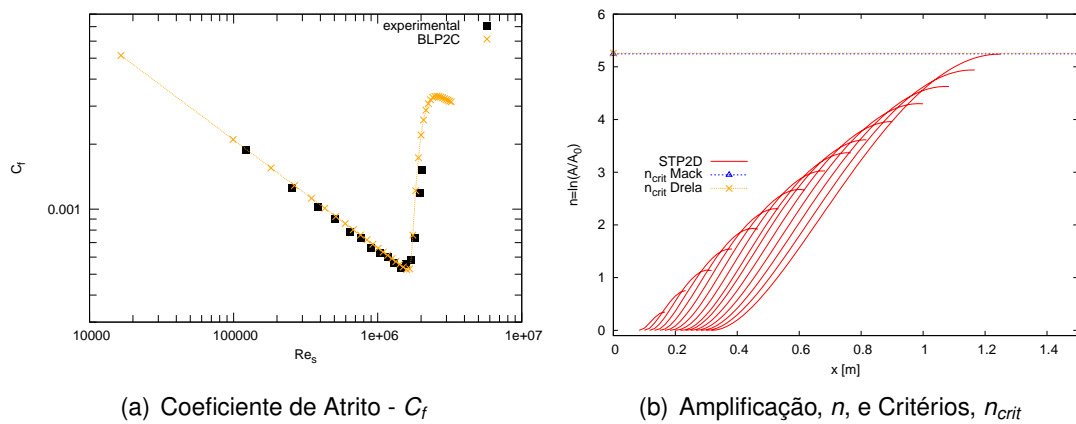 experimental
BLP2C
C_f
0.001
10000
100000
1e+06
1e+07
Re_s
(a) Coeficiente de Atrito - C_f
6
5
4
3
2
1
0
n=ln(A/A_0)
STP2D
n_crit Mack
n_crit Drela
0
0.2
0.4
0.6
0.8
1
1.2
1.4
x [m]
(b) Amplificação, n, e Critérios, n_crit